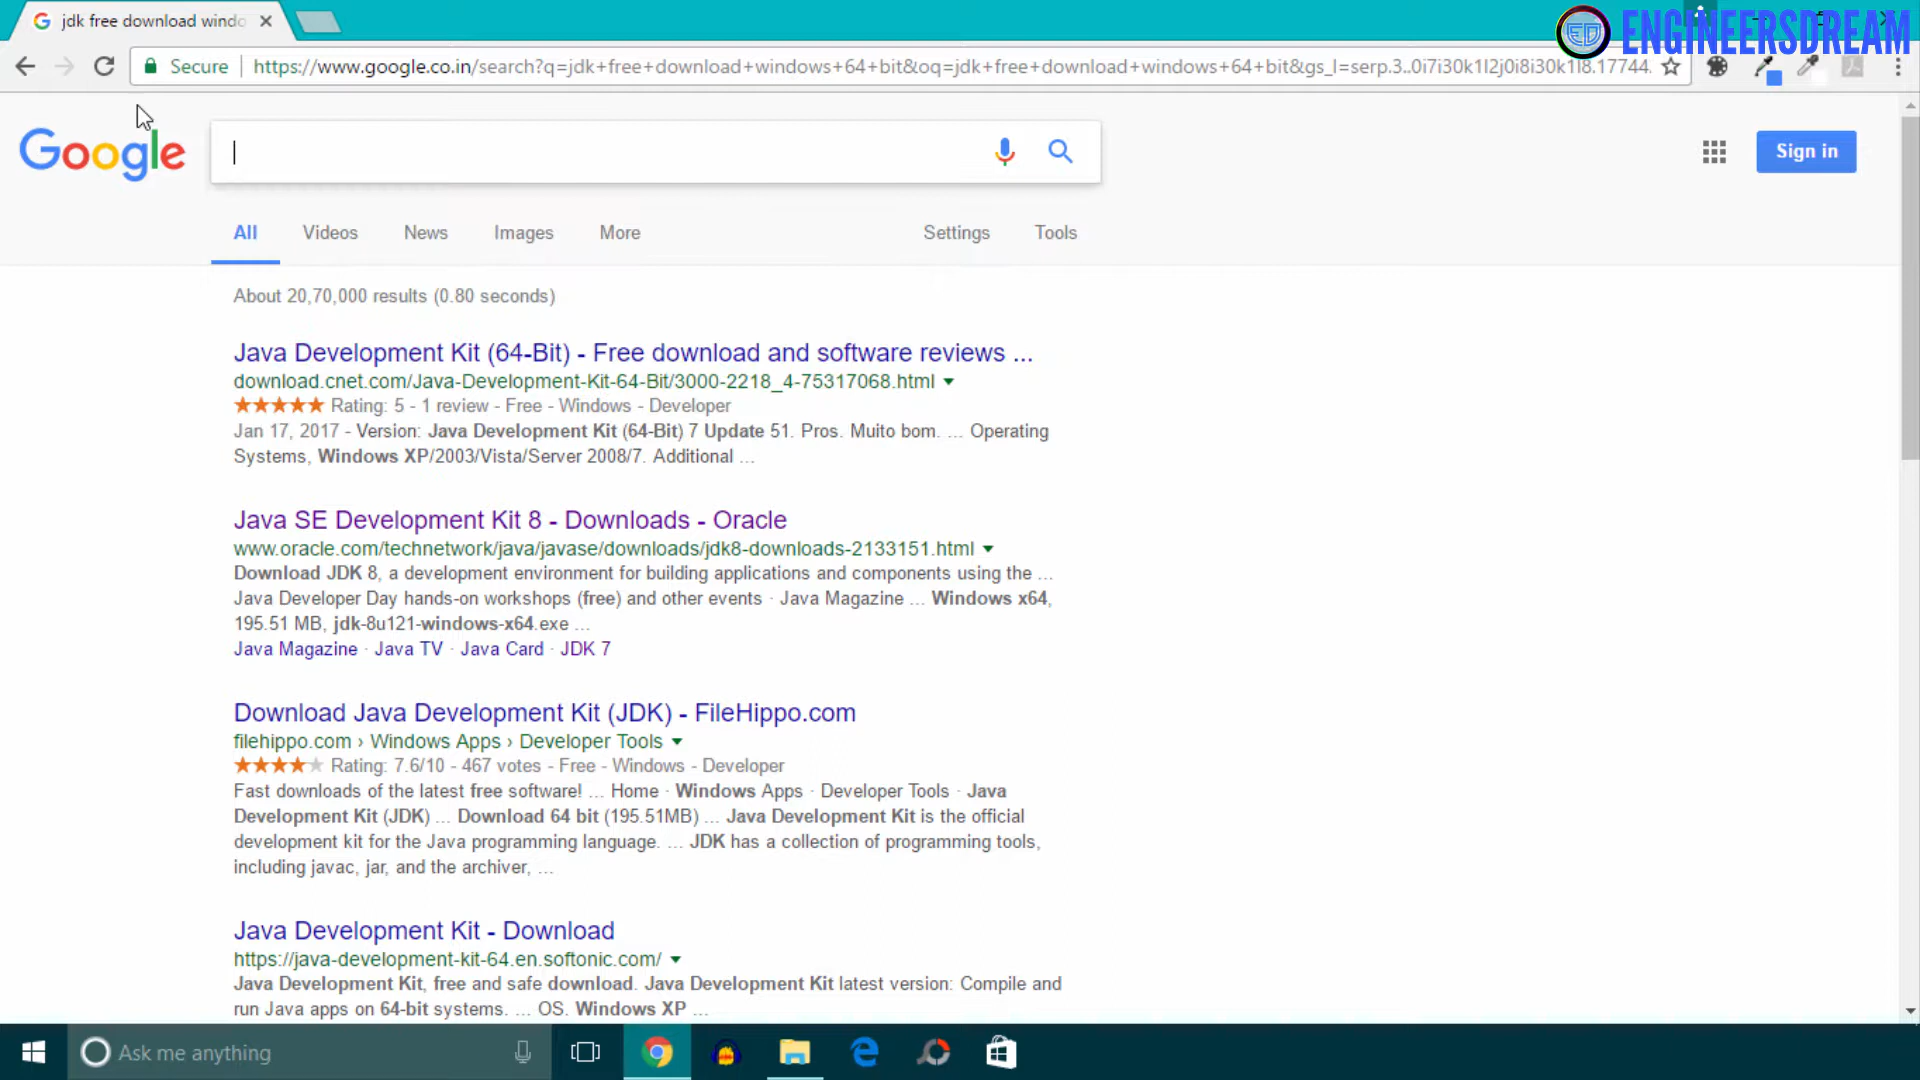 jdk free download windo
ENGINEERSDREAM
ED
Secure
https://www.google.co.in/search?q=jdk+free+download+windows+64+bit&oq=jdk+free+download+windows+64+bit&gs_l=serp.3..0i7i30k1l2j0i8i30k1l8.17744.
Google
Sign in
All Videos News Images More Settings Tools
About 20,70,000 results (0.80 seconds)
Java Development Kit (64-Bit) - Free download and software reviews ...
download.cnet.com/Java-Development-Kit-64-Bit/3000-2218_4-75317068.html
Rating: 5 - 1 review - Free - Windows - Developer
Jan 17, 2017 - Version: Java Development Kit (64-Bit) 7 Update 51. Pros. Muito bom. ... Operating
Systems, Windows XP/2003/Vista/Server 2008/7. Additional ...
Java SE Development Kit 8 - Downloads - Oracle
www.oracle.com/technetwork/java/javase/downloads/jdk8-downloads-2133151.html
Download JDK 8, a development environment for building applications and components using the ...
Java Developer Day hands-on workshops (free) and other events · Java Magazine ... Windows x64,
195.51 MB, jdk-8u121-windows-x64.exe ...
Java Magazine · Java TV · Java Card · JDK 7
Download Java Development Kit (JDK) - FileHippo.com
filehippo.com › Windows Apps › Developer Tools
Rating: 7.6/10 - 467 votes - Free - Windows - Developer
Fast downloads of the latest free software! ... Home · Windows Apps · Developer Tools · Java
Development Kit (JDK) ... Download 64 bit (195.51MB) ... Java Development Kit is the official
development kit for the Java programming language. ... JDK has a collection of programming tools,
including javac, jar, and the archiver, ...
Java Development Kit - Download
https://java-development-kit-64.en.softonic.com/
Java Development Kit, free and safe download. Java Development Kit latest version: Compile and
run Java apps on 64-bit systems. ... OS. Windows XP ...
Ask me anything